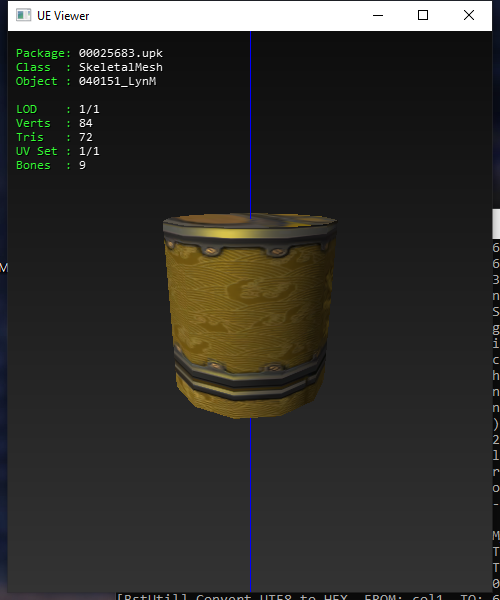 UE Viewer
Package: 00025683.upk
Class : SkeletalMesh
Object : 040151_LynM
LOD : 1/1
Verts : 84
Tris : 72
UV Set : 1/1
Bones : 9
M
6
6
3
n
S
g
i
c
h
n
n
)
2
l
r
o
-
M
T
T
0
[BstUtil] Convert UTF8 to HEX. FROM: col1, TO: 6